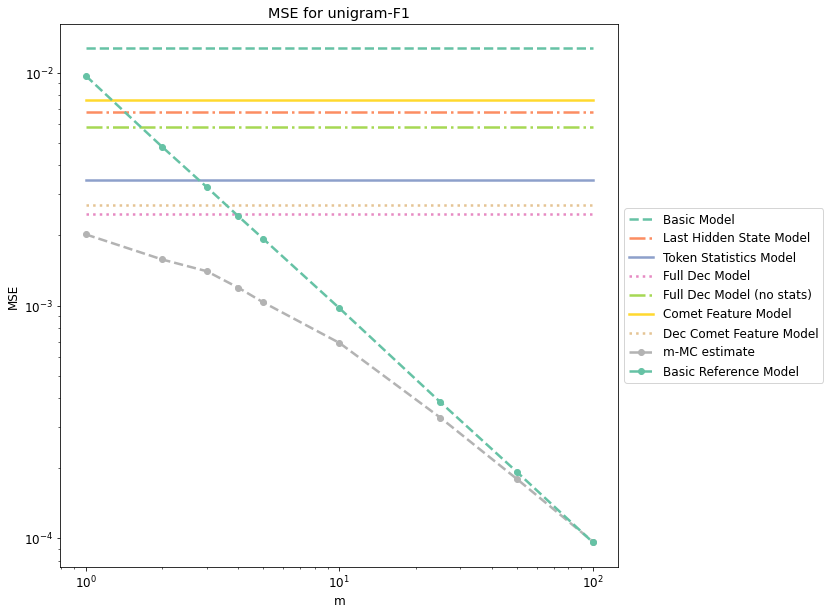 MSE for unigram-F1
10⁻²
10⁻³
10⁻⁴
MSE
10⁰
10¹
10²
m
Basic Model
Last Hidden State Model
Token Statistics Model
Full Dec Model
Full Dec Model (no stats)
Comet Feature Model
Dec Comet Feature Model
m-MC estimate
Basic Reference Model